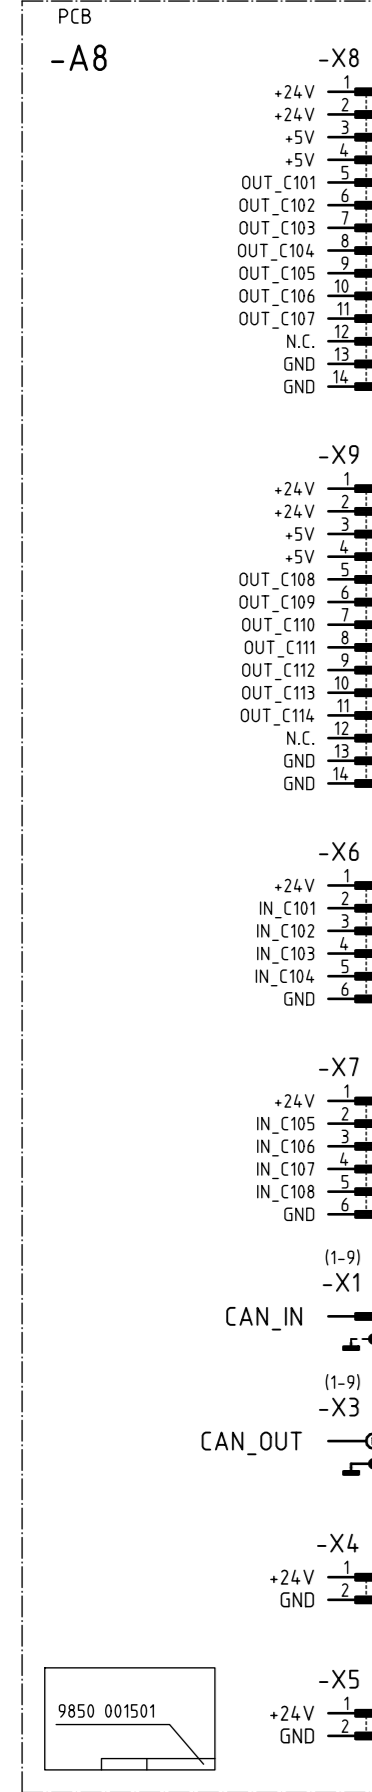 PCB
-A8
-X8
+24V 1
+24V 2
+5V 3
+5V 4
OUT_C101 5
OUT_C102 6
OUT_C103 7
OUT_C104 8
OUT_C105 9
OUT_C106 10
OUT_C107 11
N.C. 12
GND 13
GND 14
-X9
+24V 1
+24V 2
+5V 3
+5V 4
OUT_C108 5
OUT_C109 6
OUT_C110 7
OUT_C111 8
OUT_C112 9
OUT_C113 10
OUT_C114 11
N.C. 12
GND 13
GND 14
-X6
+24V 1
IN_C101 2
IN_C102 3
IN_C103 4
IN_C104 5
GND 6
-X7
+24V 1
IN_C105 2
IN_C106 3
IN_C107 4
IN_C108 5
GND 6
(1-9)
-X1
CAN_IN
(1-9)
-X3
CAN_OUT
-X4
+24V 1
GND 2
-X5
+24V 1
GND 2
9850 001501